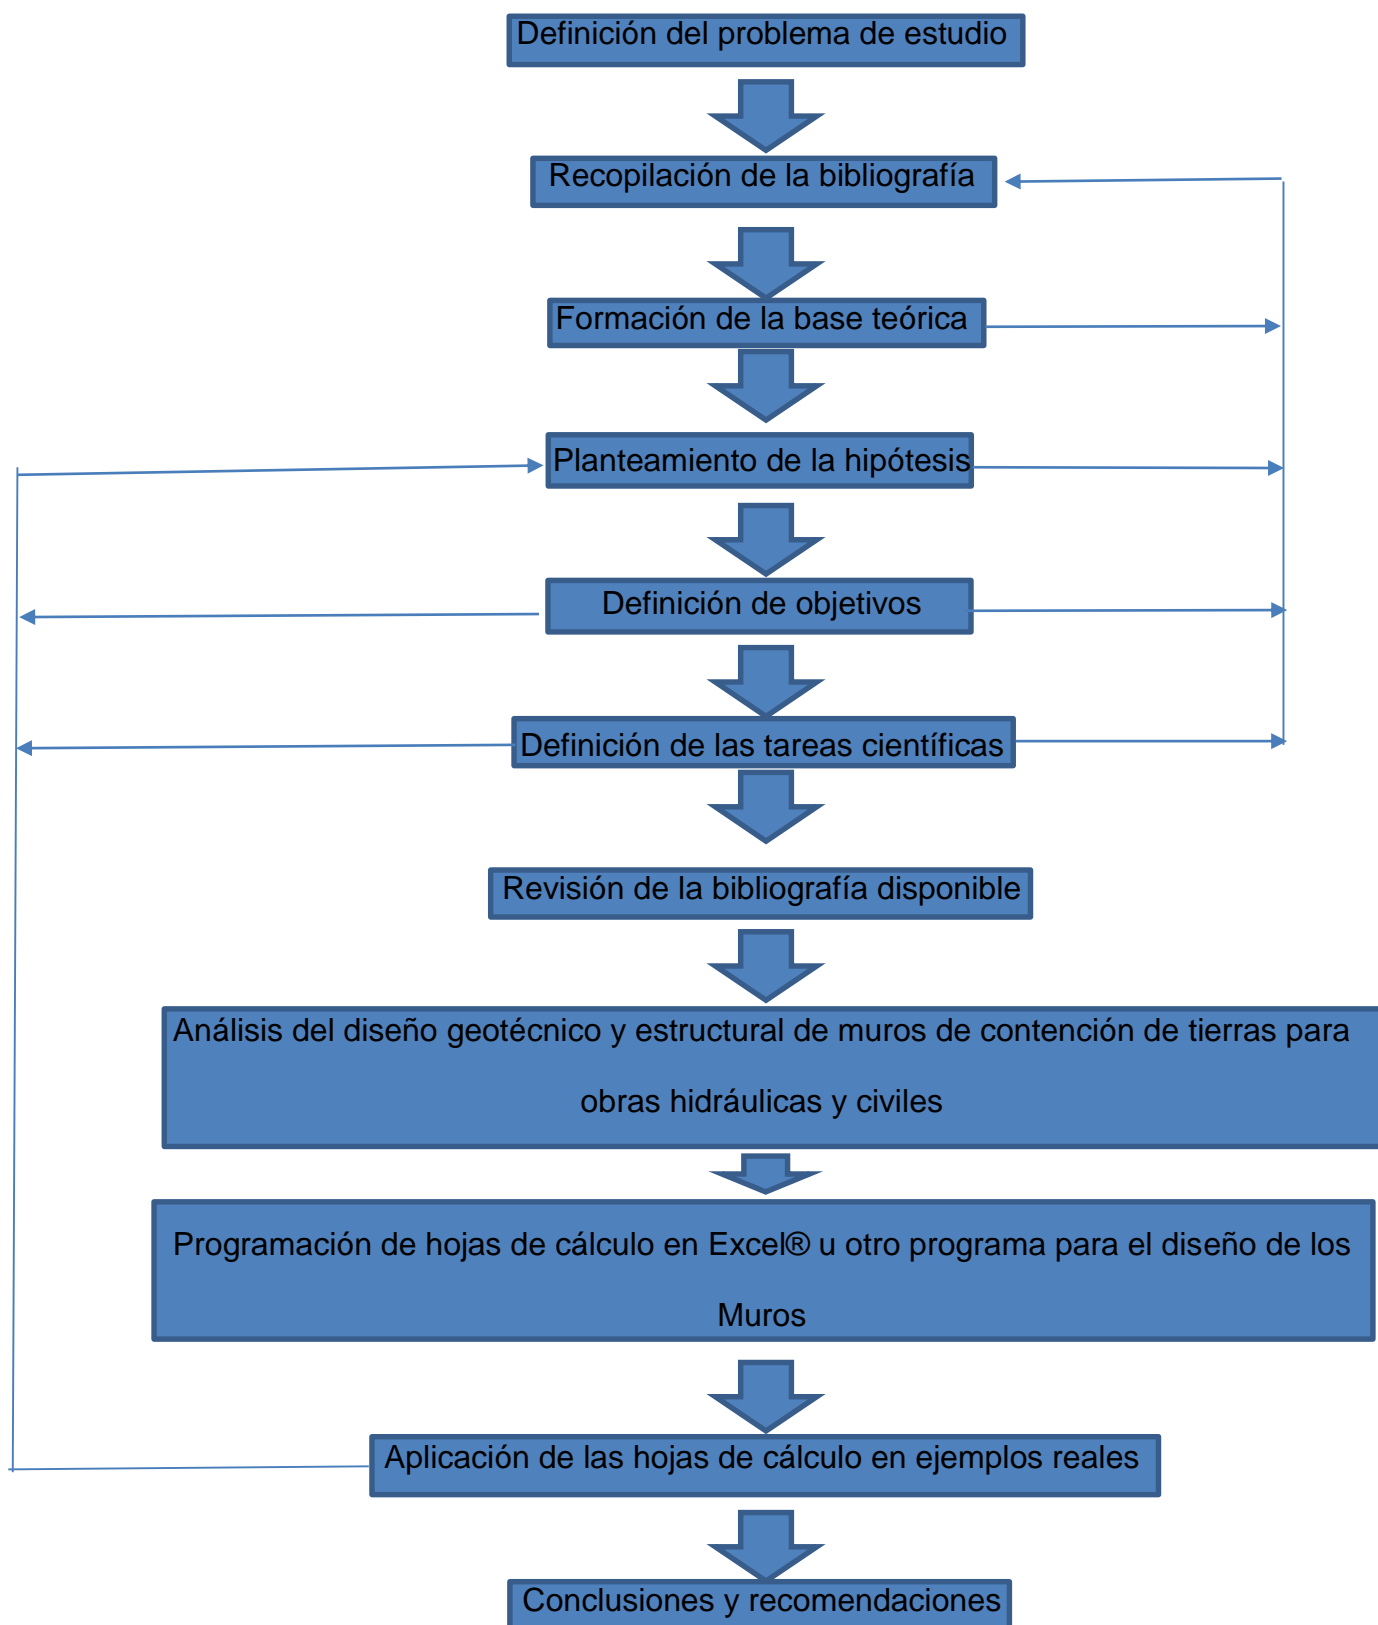 Definición del problema de estudio
Recopilación de la bibliografía
Formación de la base teórica
Planteamiento de la hipótesis
Definición de objetivos
Definición de las tareas científicas
Revisión de la bibliografía disponible
Análisis del diseño geotécnico y estructural de muros de contención de tierras para
obras hidráulicas y civiles
Programación de hojas de cálculo en Excel® u otro programa para el diseño de los
Muros
Aplicación de las hojas de cálculo en ejemplos reales
Conclusiones y recomendaciones